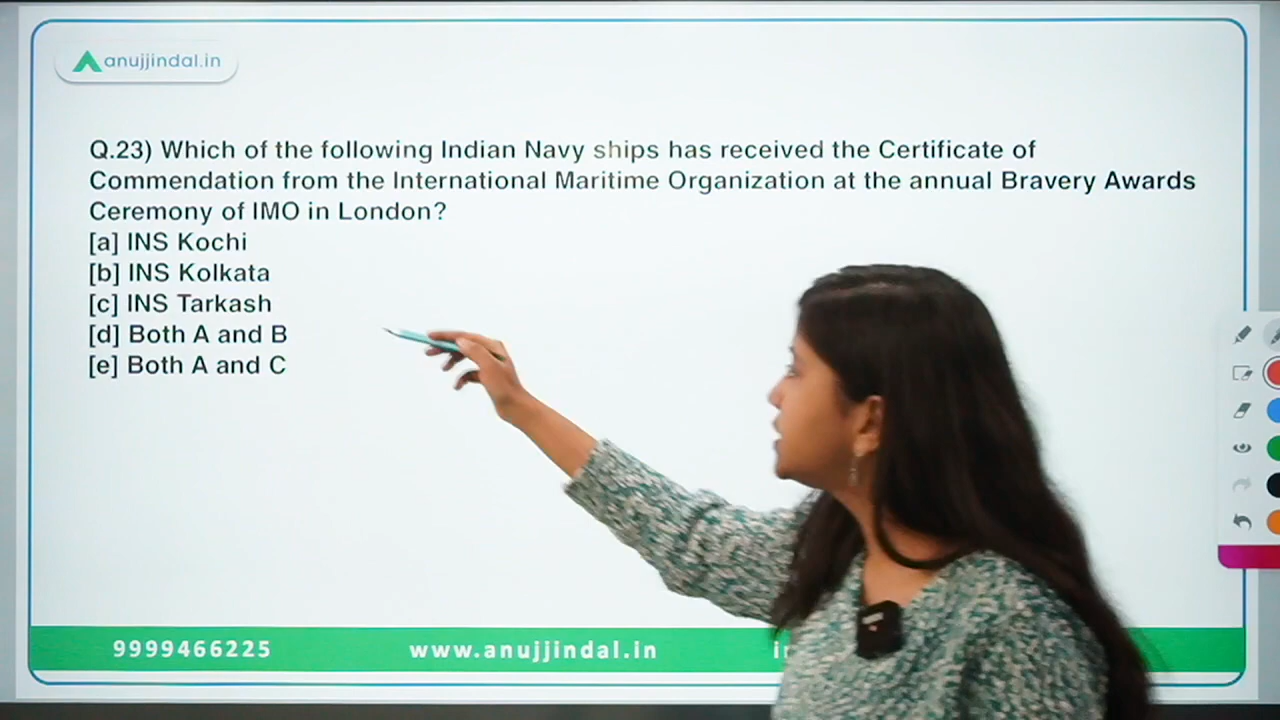 anujjindal.in
Q.23) Which of the following Indian Navy ships has received the Certificate of
Commendation from the International Maritime Organization at the annual Bravery Awards
Ceremony of IMO in London?
[a] INS Kochi
[b] INS Kolkata
[c] INS Tarkash
[d] Both A and B
[e] Both A and C
9999466225 www.anujjindal.in